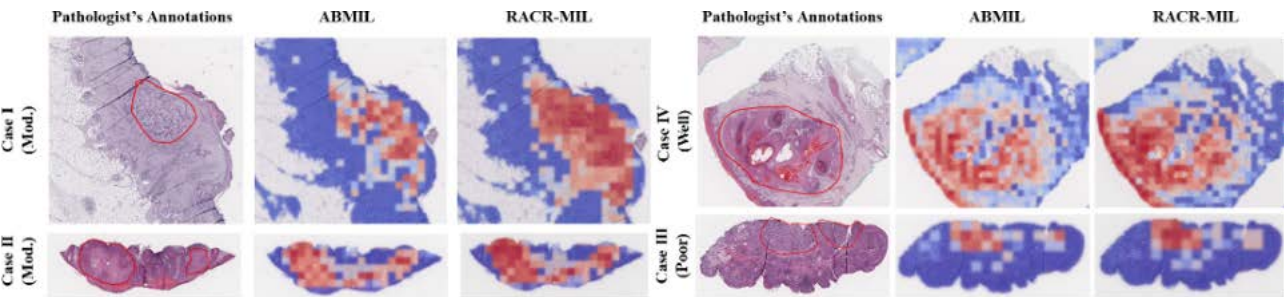 Pathologist's Annotations ABMIL RACR-MIL Pathologist's Annotations ABMIL RACR-MIL
Case I
(Mod.)
Case IV
(Well)
Case II
(Mod.)
Case III
(Poor)